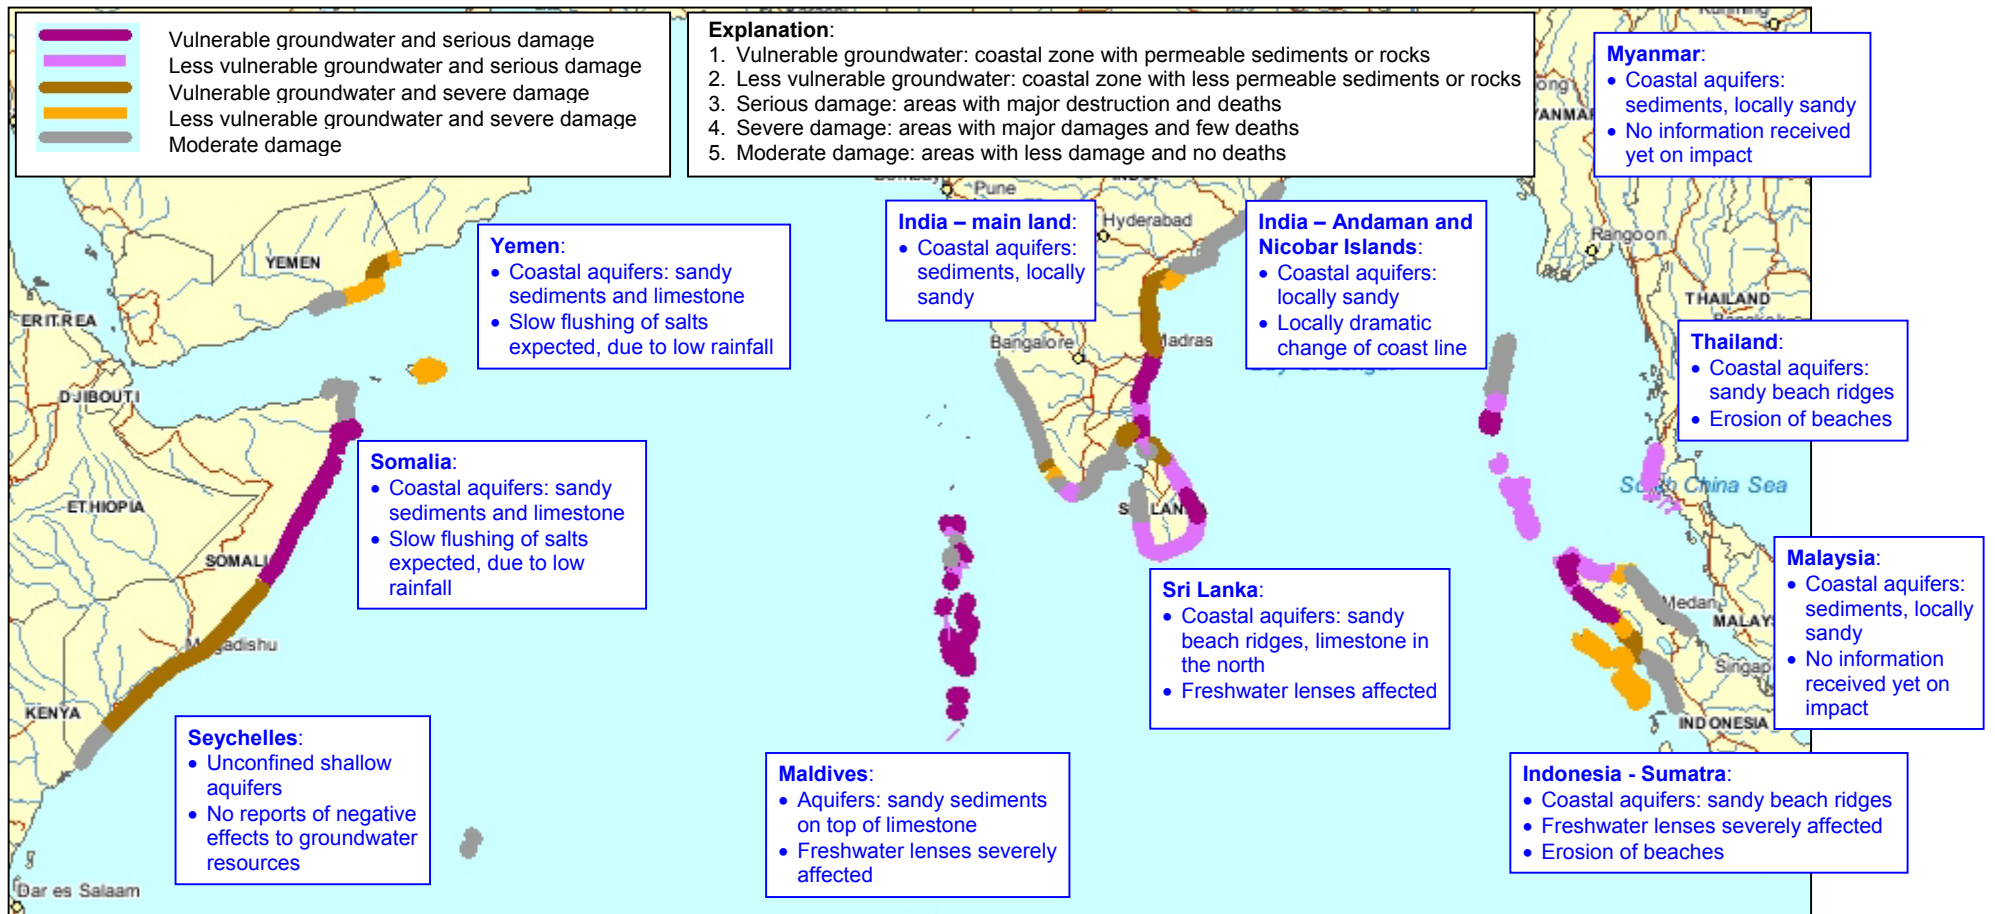 Vulnerable groundwater and serious damage
Less vulnerable groundwater and serious damage
Vulnerable groundwater and severe damage
Less vulnerable groundwater and severe damage
Moderate damage
Explanation:
1. Vulnerable groundwater: coastal zone with permeable sediments or rocks
2. Less vulnerable groundwater: coastal zone with less permeable sediments or rocks
3. Serious damage: areas with major destruction and deaths
4. Severe damage: areas with major damages and few deaths
5. Moderate damage: areas with less damage and no deaths
Myanmar:
• Coastal aquifers:
sediments, locally sandy
• No information received
yet on impact
Yemen:
• Coastal aquifers: sandy
sediments and limestone
• Slow flushing of salts
expected, due to low rainfall
India – main land:
• Coastal aquifers:
sediments, locally
sandy
India – Andaman and
Nicobar Islands:
• Coastal aquifers:
locally sandy
• Locally dramatic
change of coast line
Thailand:
• Coastal aquifers:
sandy beach ridges
• Erosion of beaches
Somalia:
• Coastal aquifers: sandy
sediments and limestone
• Slow flushing of salts
expected, due to low
rainfall
Sri Lanka:
• Coastal aquifers: sandy
beach ridges, limestone in
the north
• Freshwater lenses affected
Malaysia:
• Coastal aquifers:
sediments, locally
sandy
• No information
received yet on
impact
Seychelles:
• Unconfined shallow
aquifers
• No reports of negative
effects to groundwater
resources
Maldives:
• Aquifers: sandy sediments
on top of limestone
• Freshwater lenses severely
affected
Indonesia - Sumatra:
• Coastal aquifers: sandy beach ridges
• Freshwater lenses severely affected
• Erosion of beaches
Pune
Hyderabad
Rangoon
YEMEN
ERITREA
THAILAND
Bangalore
Madras
DJIBOUTI
ETHIOPIA
South China Sea
SOMALI
Medan
MALAY
Singap
KENYA
INDONESIA
Dar es Salaam